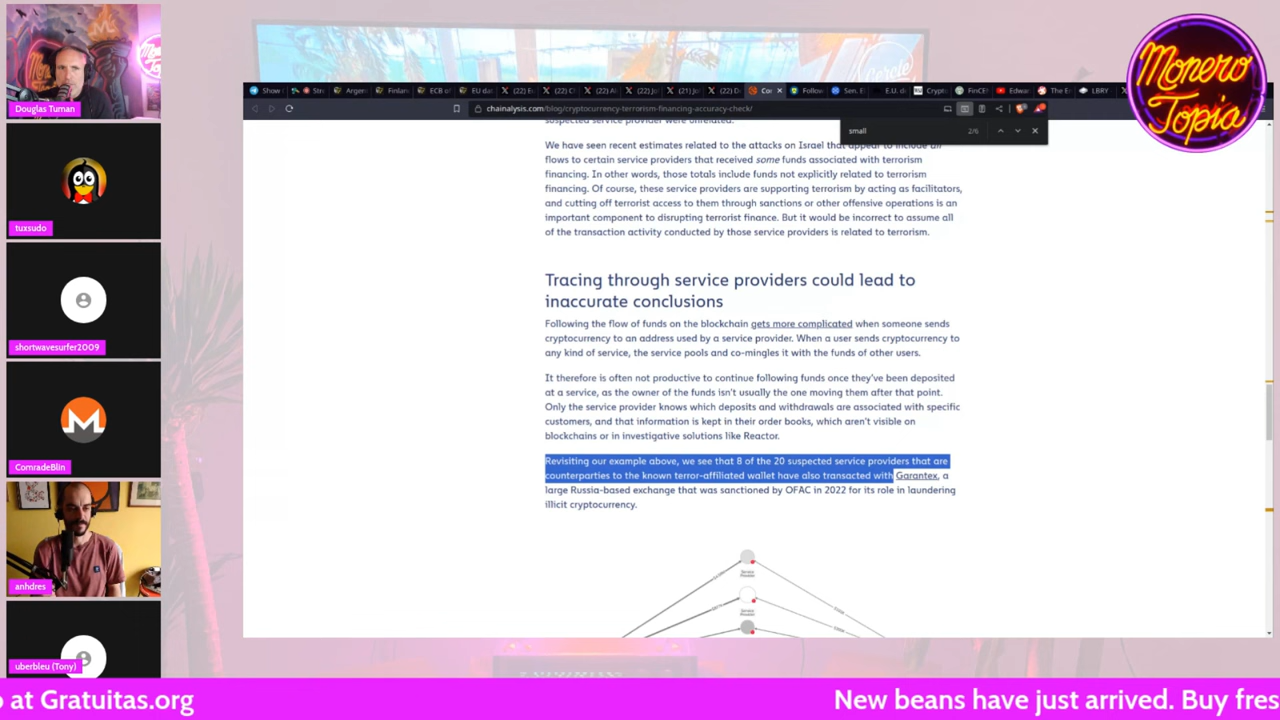 Douglas Tuman
tuxsudo
shortwavesurfer2009
ComradeBlin
anhdres
uberbleu (Tony)
Monero
Topia
chainalysis.com/blog/cryptocurrency-terrorism-financing-accuracy-check/
small
2/6
suspected service provider were unrelated.
We have seen recent estimates related to the attacks on Israel that appear to include all
flows to certain service providers that received some funds associated with terrorism
financing. In other words, those totals include funds not explicitly related to terrorism
financing. Of course, these service providers are supporting terrorism by acting as facilitators,
and cutting off terrorist access to them through sanctions or other offensive operations is an
important component to disrupting terrorist finance. But it would be incorrect to assume all
of the transaction activity conducted by those service providers is related to terrorism.
Tracing through service providers could lead to
inaccurate conclusions
Following the flow of funds on the blockchain gets more complicated when someone sends
cryptocurrency to an address used by a service provider. When a user sends cryptocurrency to
any kind of service, the service pools and co-mingles it with the funds of other users.
It therefore is often not productive to continue following funds once they've been deposited
at a service, as the owner of the funds isn't usually the one moving them after that point.
Only the service provider knows which deposits and withdrawals are associated with specific
customers, and that information is kept in their order books, which aren't visible on
blockchains or in investigative solutions like Reactor.
Revisiting our example above, we see that 8 of the 20 suspected service providers that are
counterparties to the known terror-affiliated wallet have also transacted with Garantex, a
large Russia-based exchange that was sanctioned by OFAC in 2022 for its role in laundering
illicit cryptocurrency.
Service
Provider
Service
Provider
Service
Provider
at Gratuitas.org
New beans have just arrived. Buy fres